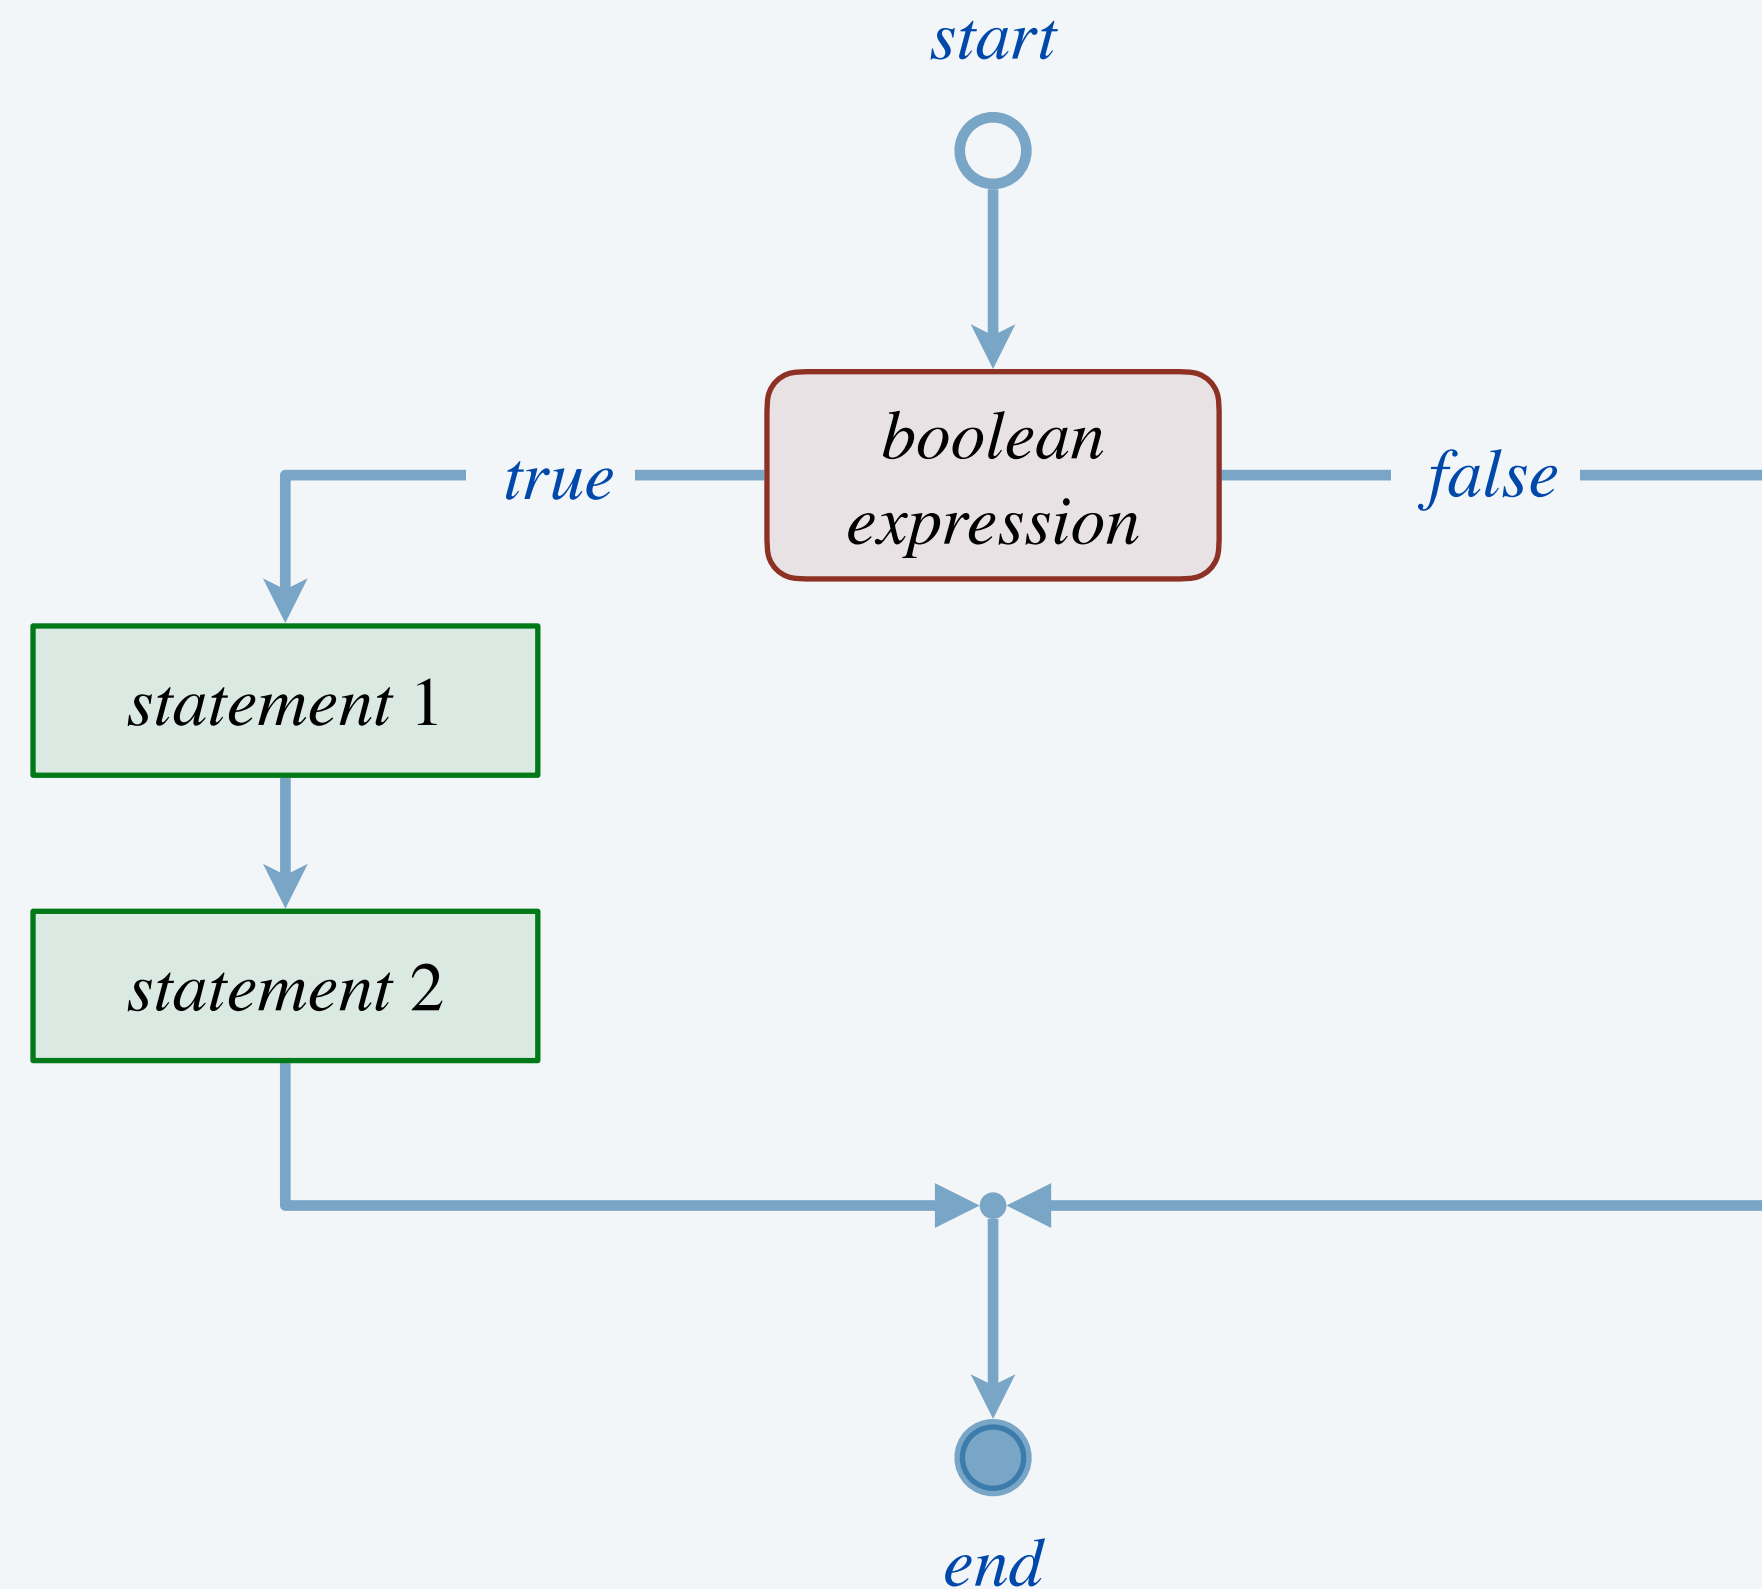 start
boolean
expression
true
false
statement 1
statement 2
end